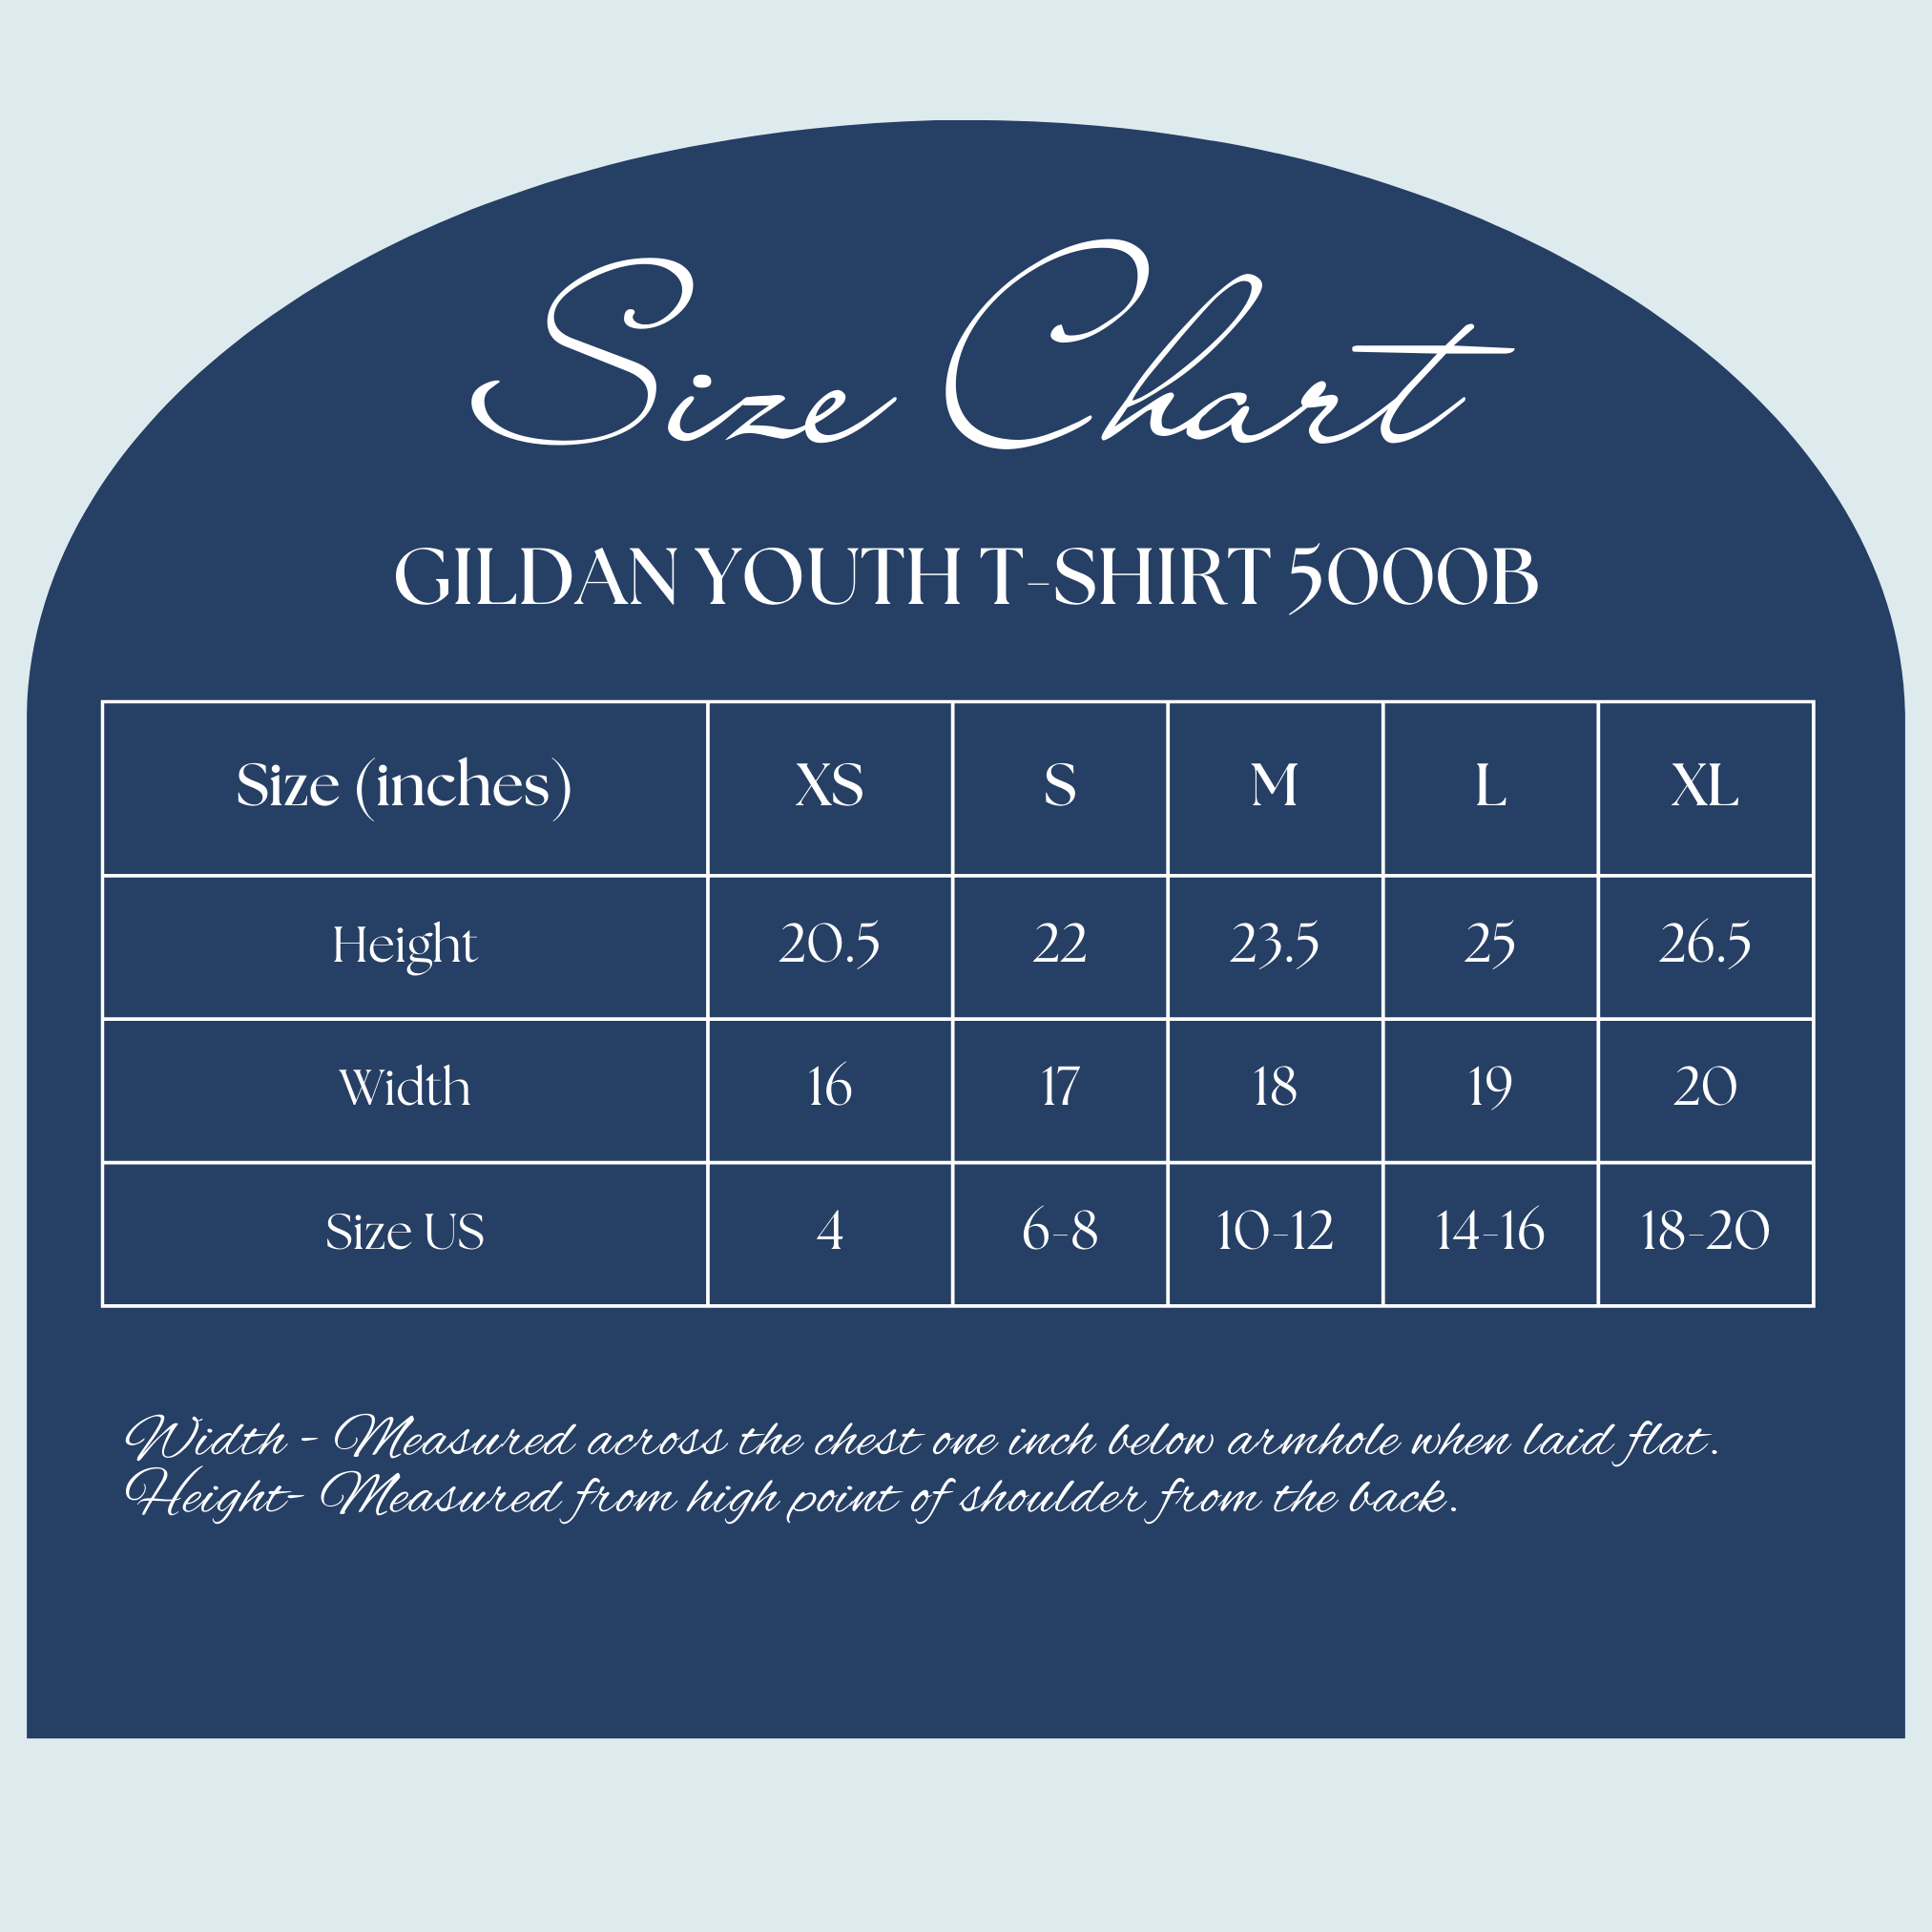 Size Chart
GILDAN YOUTH T-SHIRT 5000B
Size (inches) XS S M L XL
Height 20.5 22 23.5 25 26.5
Width 16 17 18 19 20
Size US 4 6-8 10-12 14-16 18-20
Width - Measured across the chest one inch below armhole when laid flat.
Height- Measured from high point of shoulder from the back.